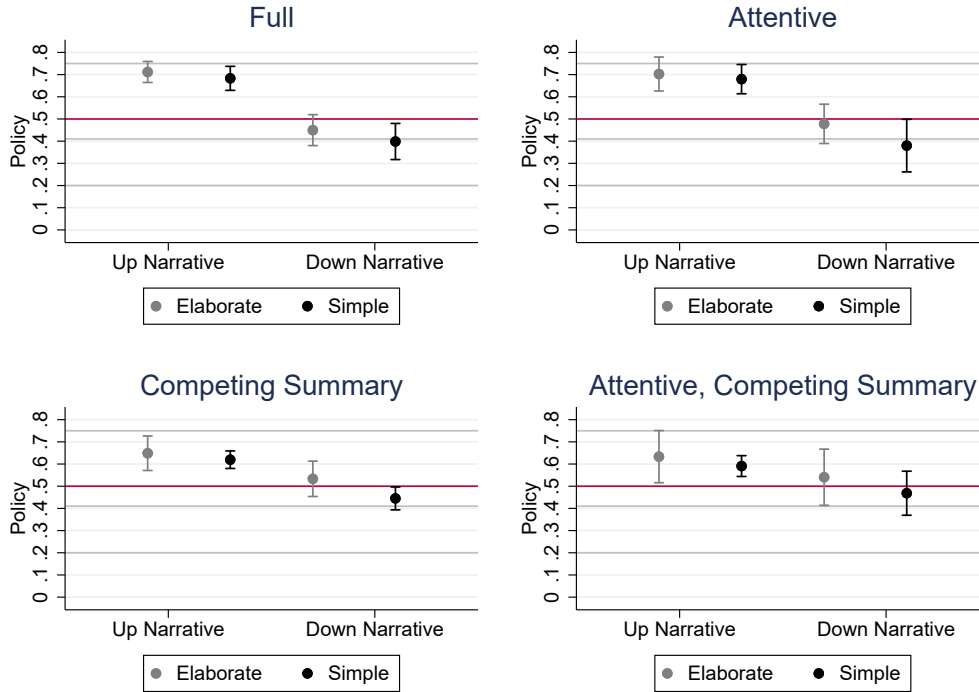 Full
Policy
.8
.7
.6
.5
.4
.3
.2
.1
0
Up Narrative Down Narrative
Elaborate Simple
Attentive
Policy
.8
.7
.6
.5
.4
.3
.2
.1
0
Up Narrative Down Narrative
Elaborate Simple
Competing Summary
Policy
.8
.7
.6
.5
.4
.3
.2
.1
0
Up Narrative Down Narrative
Elaborate Simple
Attentive, Competing Summary
Policy
.8
.7
.6
.5
.4
.3
.2
.1
0
Up Narrative Down Narrative
Elaborate Simple